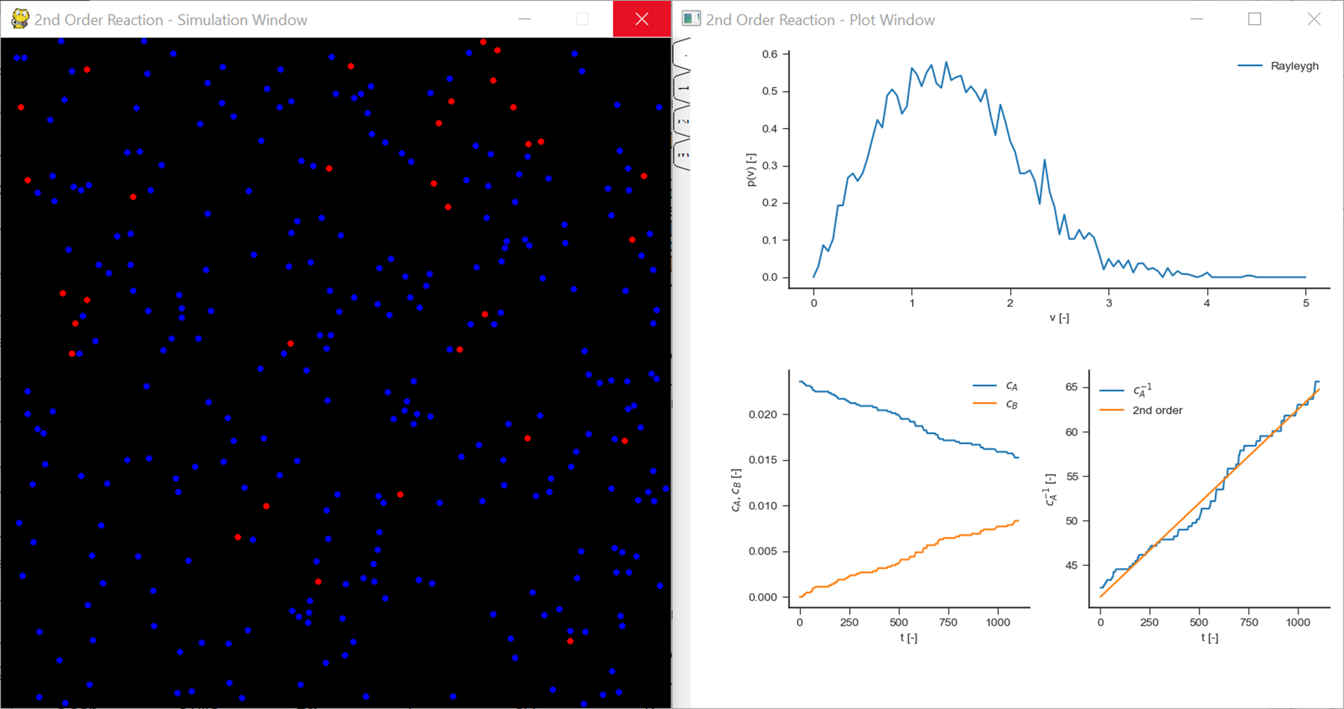 2nd Order Reaction - Simulation Window
2nd Order Reaction - Plot Window
0.6
0.5
0.4
0.3
0.2
0.1
0.0
p(v) [-]
Rayleygh
0 1 2 3 4 5
v [-]
0.020
0.015
0.010
0.005
0.000
c_A, c_B [-]
c_A
c_B
0 250 500 750 1000
t [-]
65
60
55
50
45
c_A^{-1} [-]
c_A^{-1}
2nd order
0 250 500 750 1000
t [-]